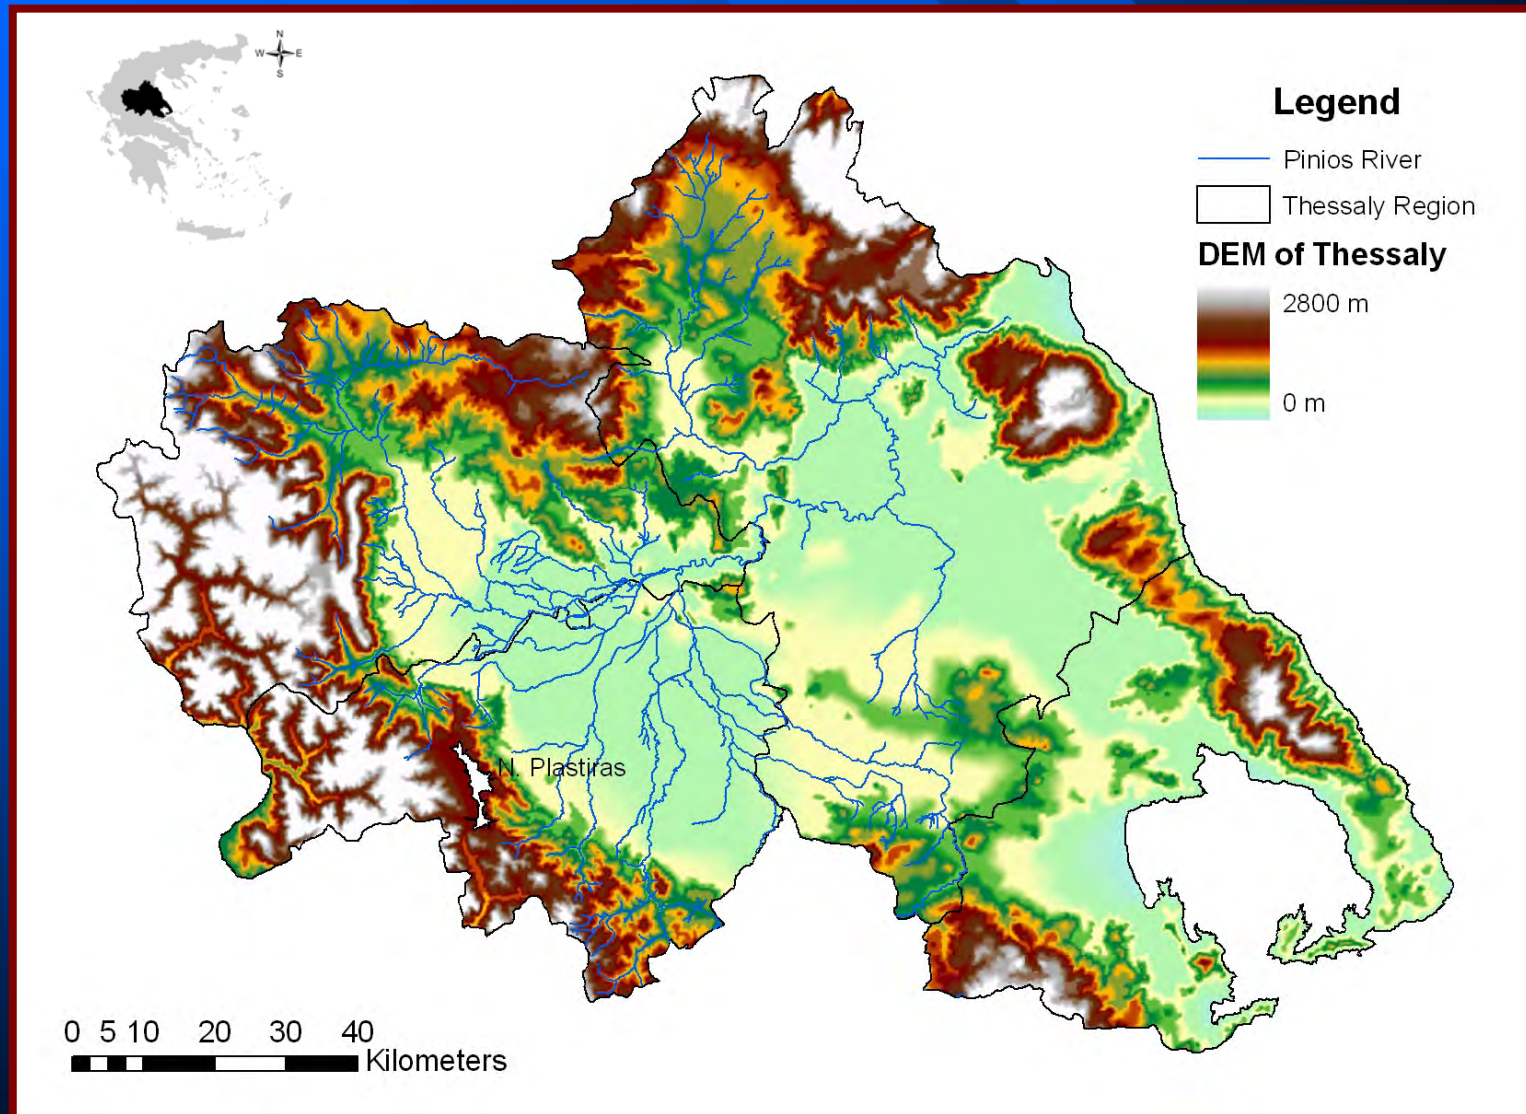 N
W E
S
Legend
Pinios River
Thessaly Region
DEM of Thessaly
2800 m
0 m
N. Plastiras
0 5 10 20 30 40
Kilometers